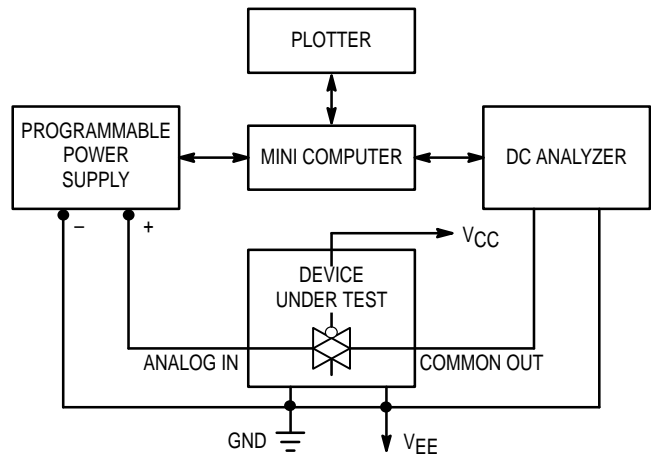 PLOTTER
PROGRAMMABLE
POWER
SUPPLY
MINI COMPUTER
DC ANALYZER
– +
VCC
DEVICE
UNDER TEST
ANALOG IN
COMMON OUT
GND
VEE